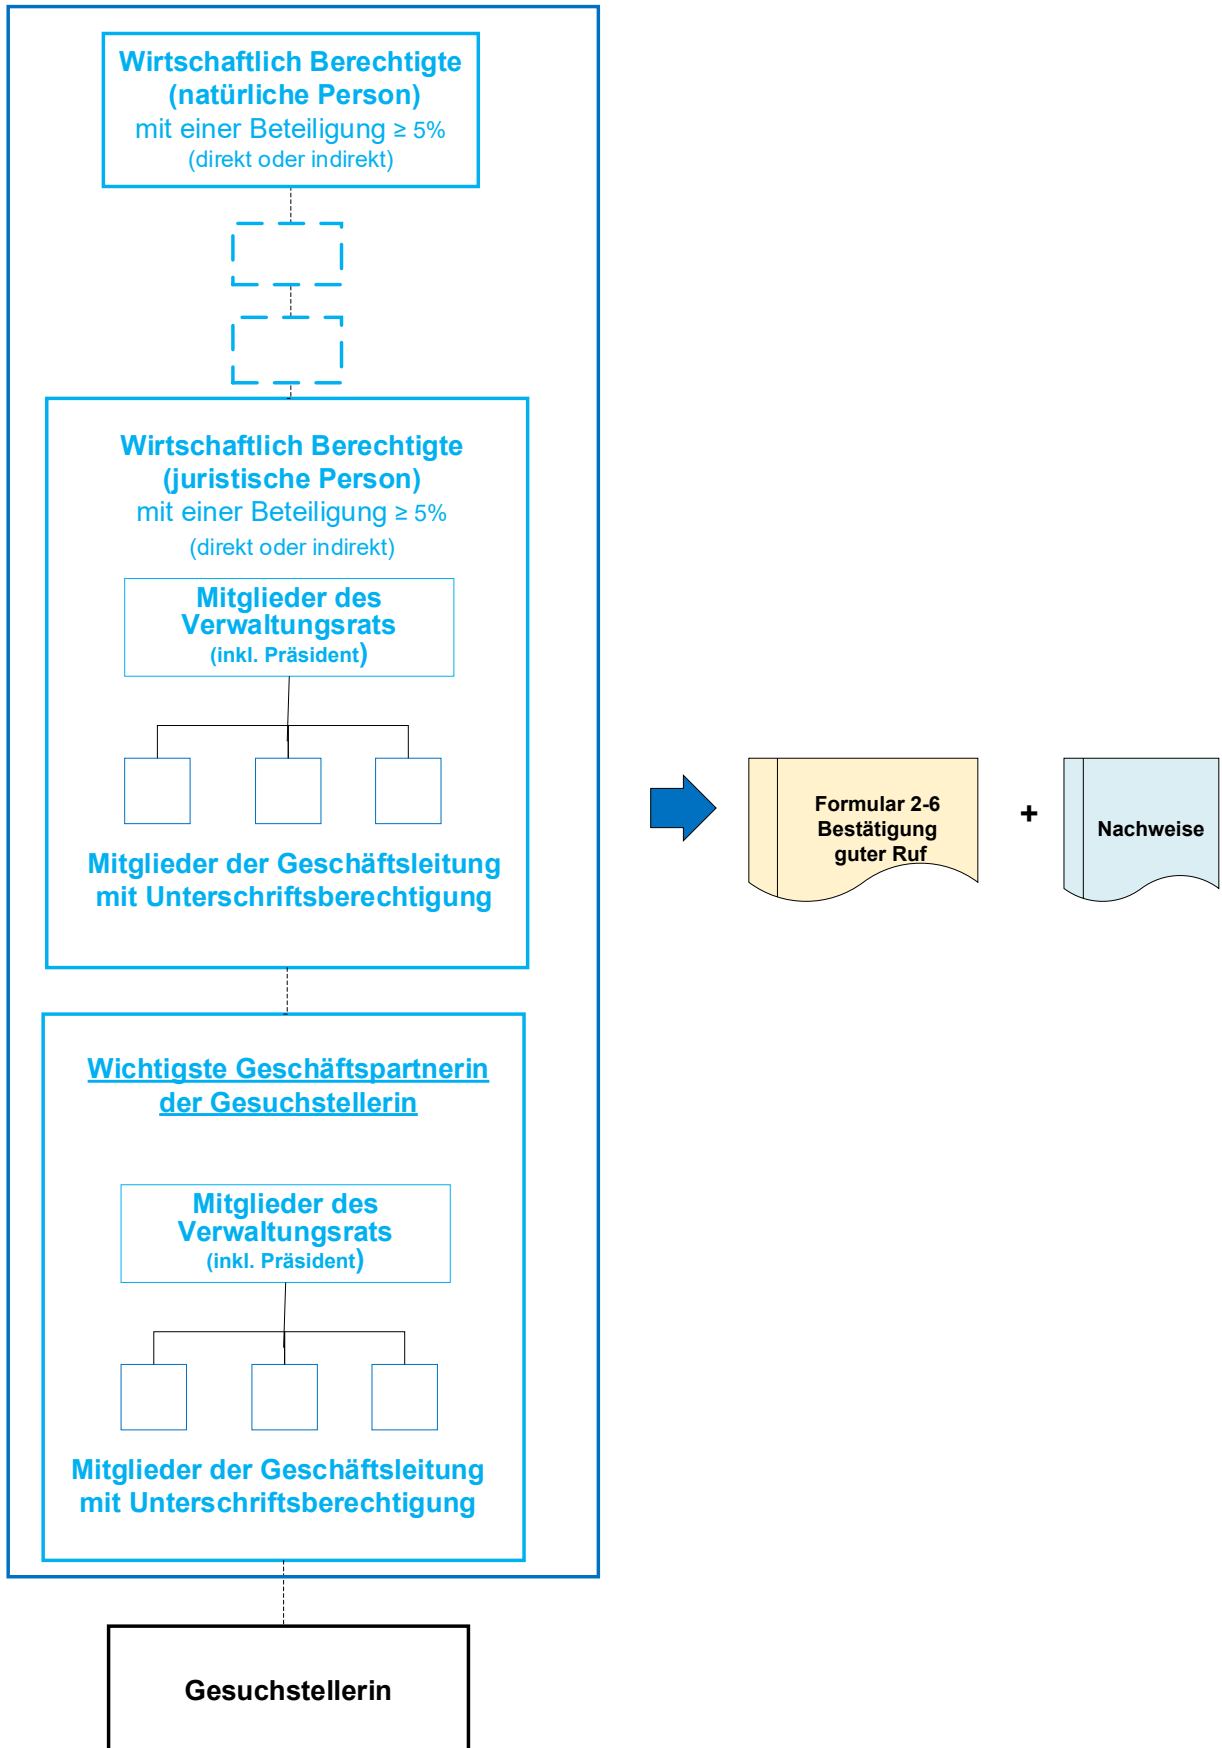 Wirtschaftlich Berechtigte
(natürliche Person)
mit einer Beteiligung ≥ 5%
(direkt oder indirekt)
Wirtschaftlich Berechtigte
(juristische Person)
mit einer Beteiligung ≥ 5%
(direkt oder indirekt)
Mitglieder des
Verwaltungsrats
(inkl. Präsident)
Mitglieder der Geschäftsleitung
mit Unterschriftsberechtigung
Formular 2-6
Bestätigung
guter Ruf
+
Nachweise
Wichtigste Geschäftspartnerin
der Gesuchstellerin
Mitglieder des
Verwaltungsrats
(inkl. Präsident)
Mitglieder der Geschäftsleitung
mit Unterschriftsberechtigung
Gesuchstellerin